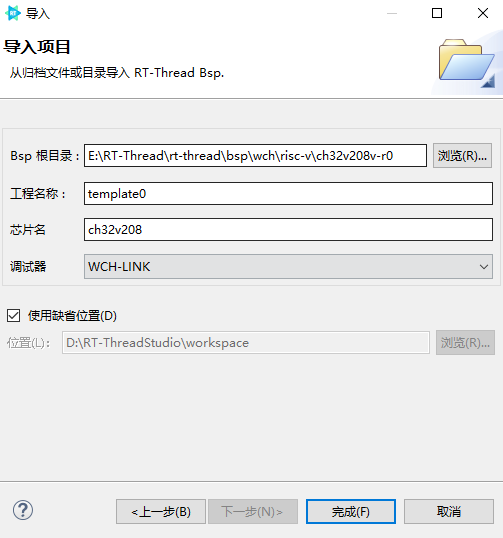 导入
导入项目
从归档文件或目录导入 RT-Thread Bsp.
Bsp 根目录： E:\RT-Thread\rt-thread\bsp\wch\risc-v\ch32v208v-r0 浏览(R)...
工程名称： template0
芯片名 ch32v208
调试器 WCH-LINK
使用缺省位置(D)
位置(L): D:\RT-ThreadStudio\workspace 浏览(R)...
? <上一步(B) 下一步(N)> 完成(F) 取消